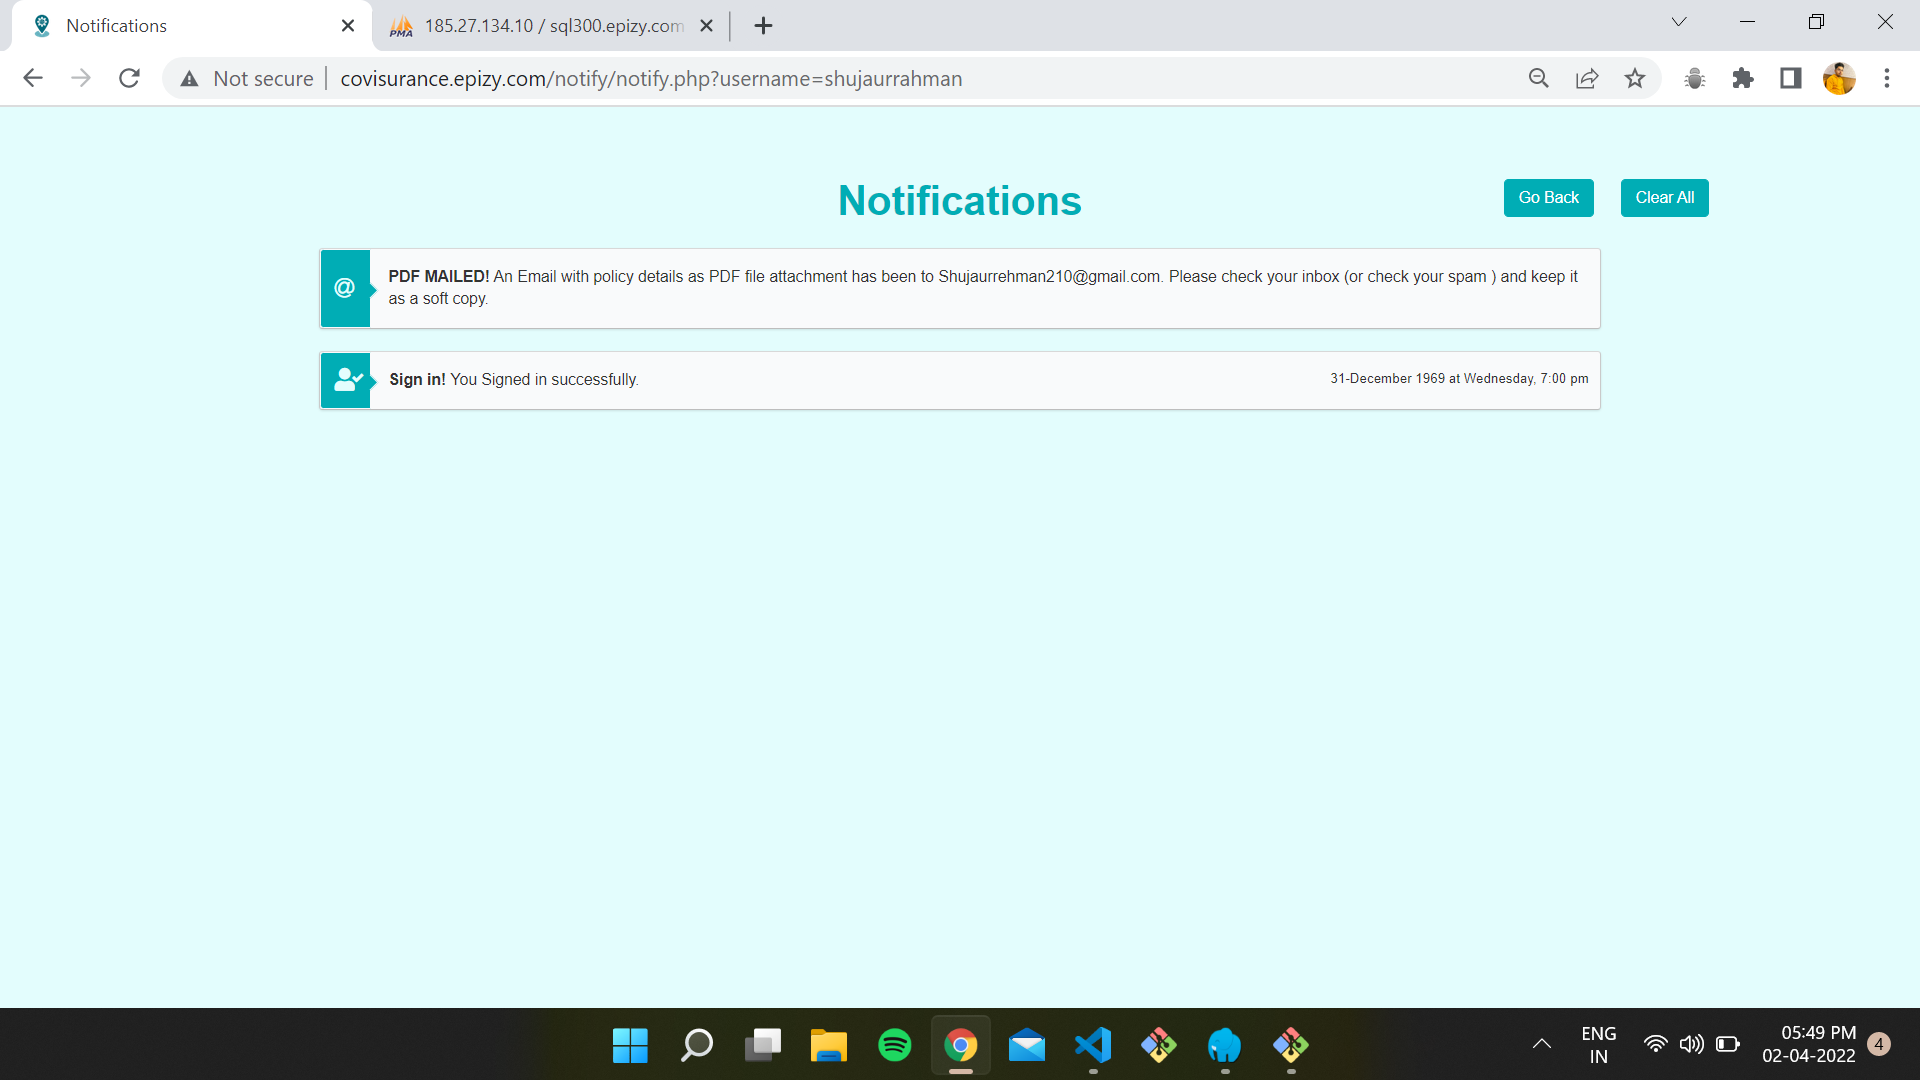 Notifications
185.27.134.10 / sql300.epizy.com
Not secure
covisurance.epizy.com/notify/notify.php?username=shujaurrahman
Notifications
Go Back
Clear All
@
PDF MAILED! An Email with policy details as PDF file attachment has been to Shujaurrehman210@gmail.com. Please check your inbox (or check your spam ) and keep it
as a soft copy.
Sign in! You Signed in successfully.
31-December 1969 at Wednesday, 7:00 pm
ENG
IN
05:49 PM
02-04-2022
4
PMA